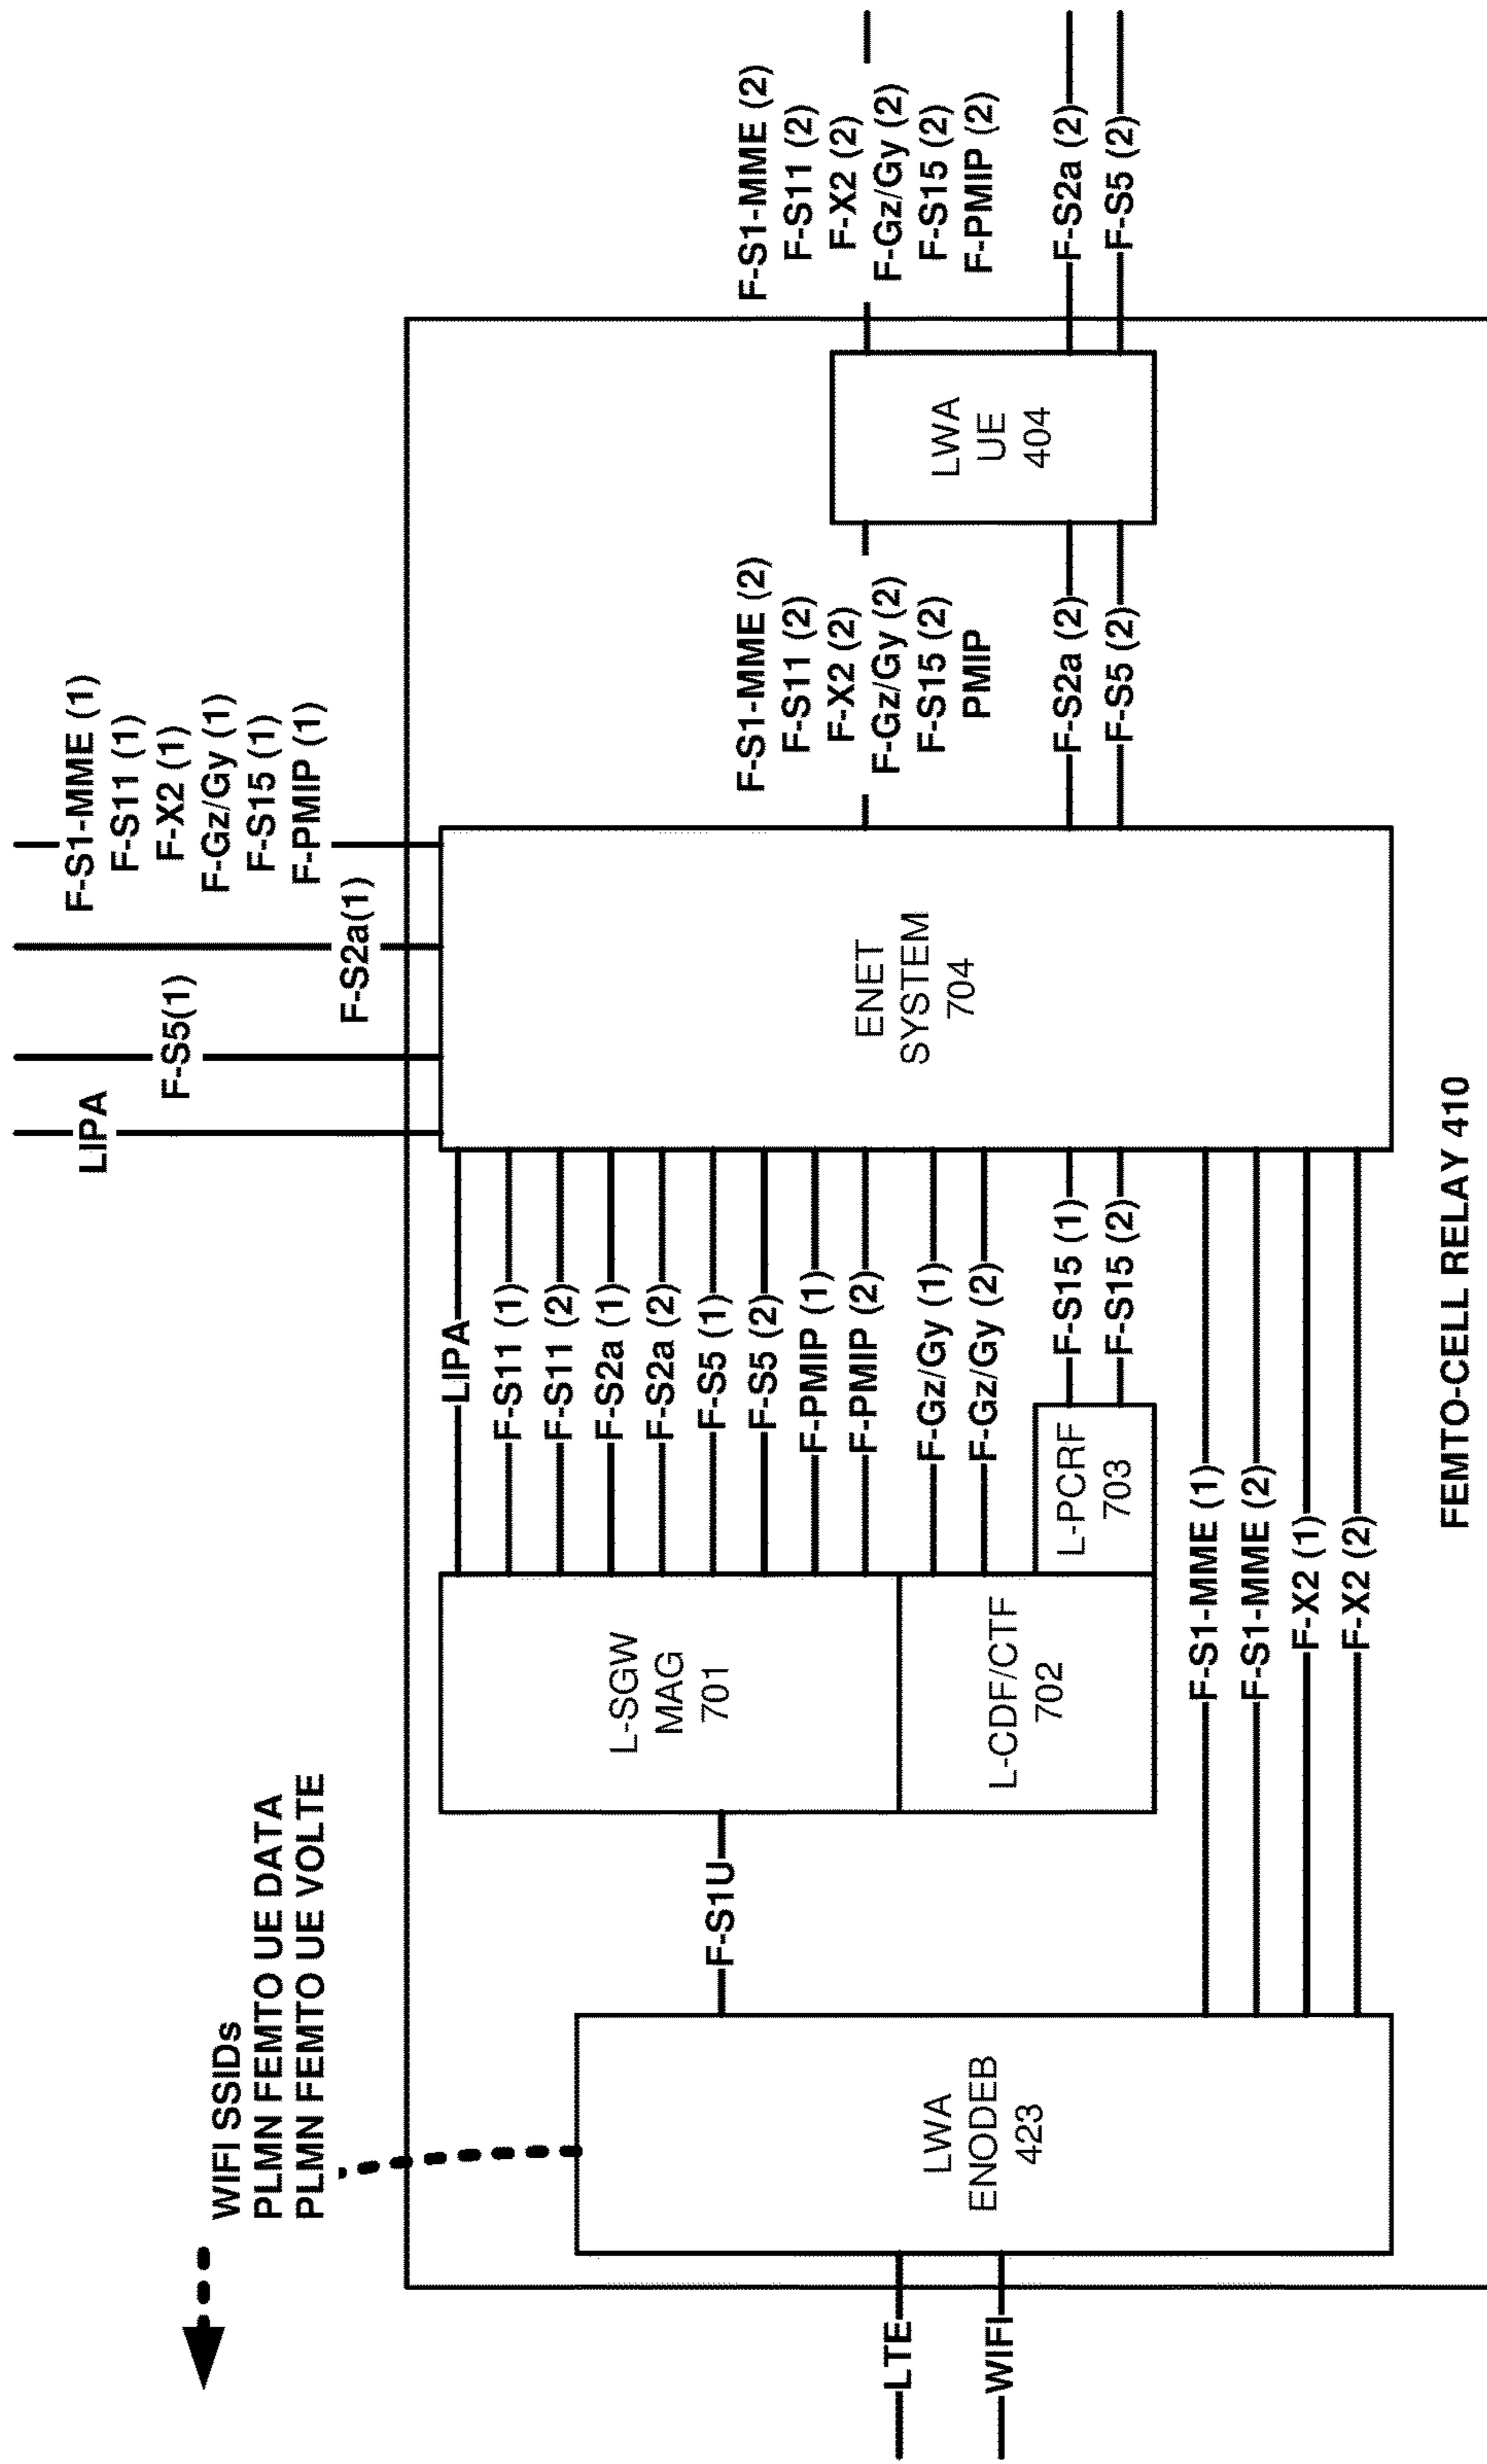 WIFI SSIDs
PLMN FEMTO UE DATA
PLMN FEMTO UE VOLTE
LIPA
F-S5(1)
F-S2a(1)
F-S1-MME (1)
F-S11 (1)
F-X2 (1)
F-Gz/Gy (1)
F-S15 (1)
F-PMIP (1)
LTE
WIFI
LWA
ENODEB
423
F-S1U
L-SGW
MAG
701
L-CDF/CTF
702
L-PCRF
703
LIPA
F-S11 (1)
F-S11 (2)
F-S2a (1)
F-S2a (2)
F-S5 (1)
F-S5 (2)
F-PMIP (1)
F-PMIP (2)
F-Gz/Gy (1)
F-Gz/Gy (2)
F-S15 (1)
F-S15 (2)
F-S1-MME (1)
F-S1-MME (2)
F-X2 (1)
F-X2 (2)
ENET
SYSTEM
704
F-S1-MME (2)
F-S11 (2)
F-X2 (2)
F-Gz/Gy (2)
F-S15 (2)
PMIP
F-S2a (2)
F-S5 (2)
LWA
UE
404
F-S1-MME (2)
F-S11 (2)
F-X2 (2)
F-Gz/Gy (2)
F-S15 (2)
F-PMIP (2)
F-S2a (2)
F-S5 (2)
FEMTO-CELL RELAY 410